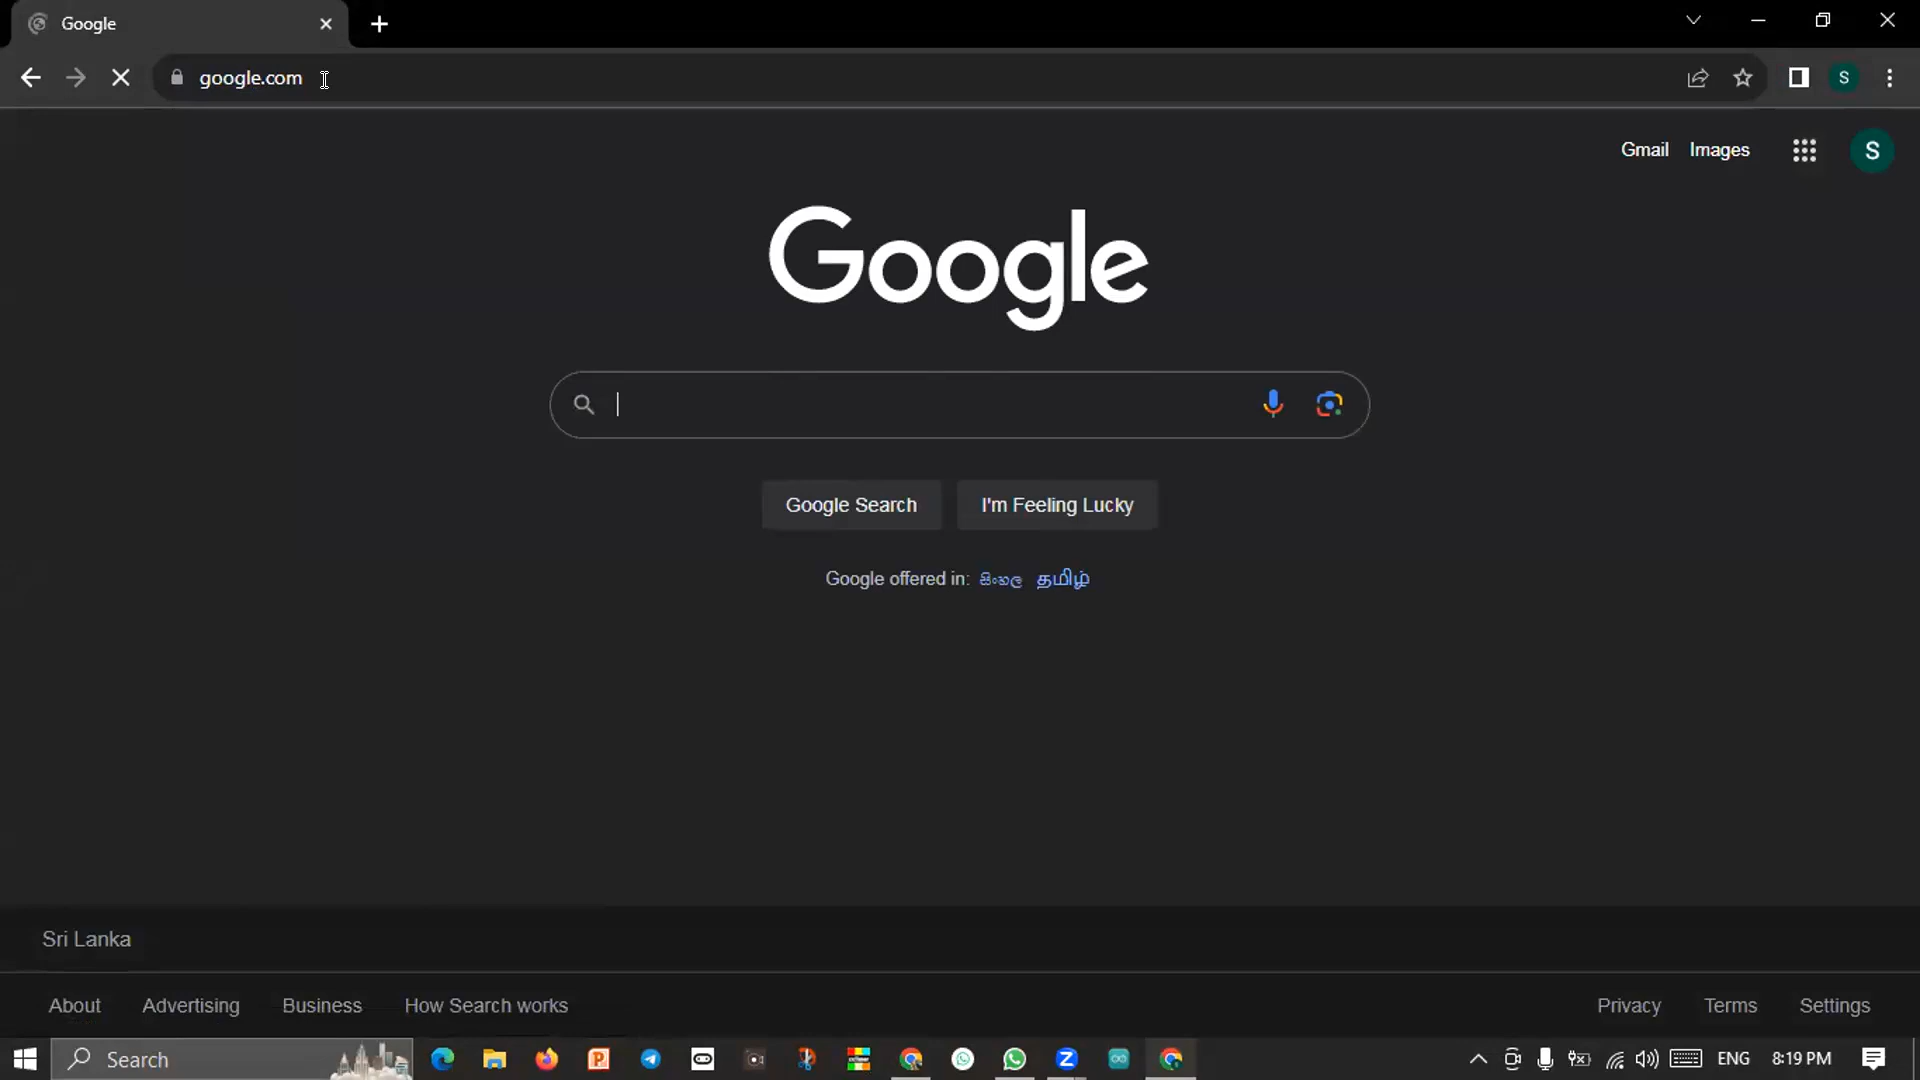 Google
google.com
S
Gmail Images
S
Google
Google Search I'm Feeling Lucky
Google offered in: සිංහල தமிழ்
Sri Lanka
About Advertising Business How Search works Privacy Terms Settings
Search ENG 8:19 PM